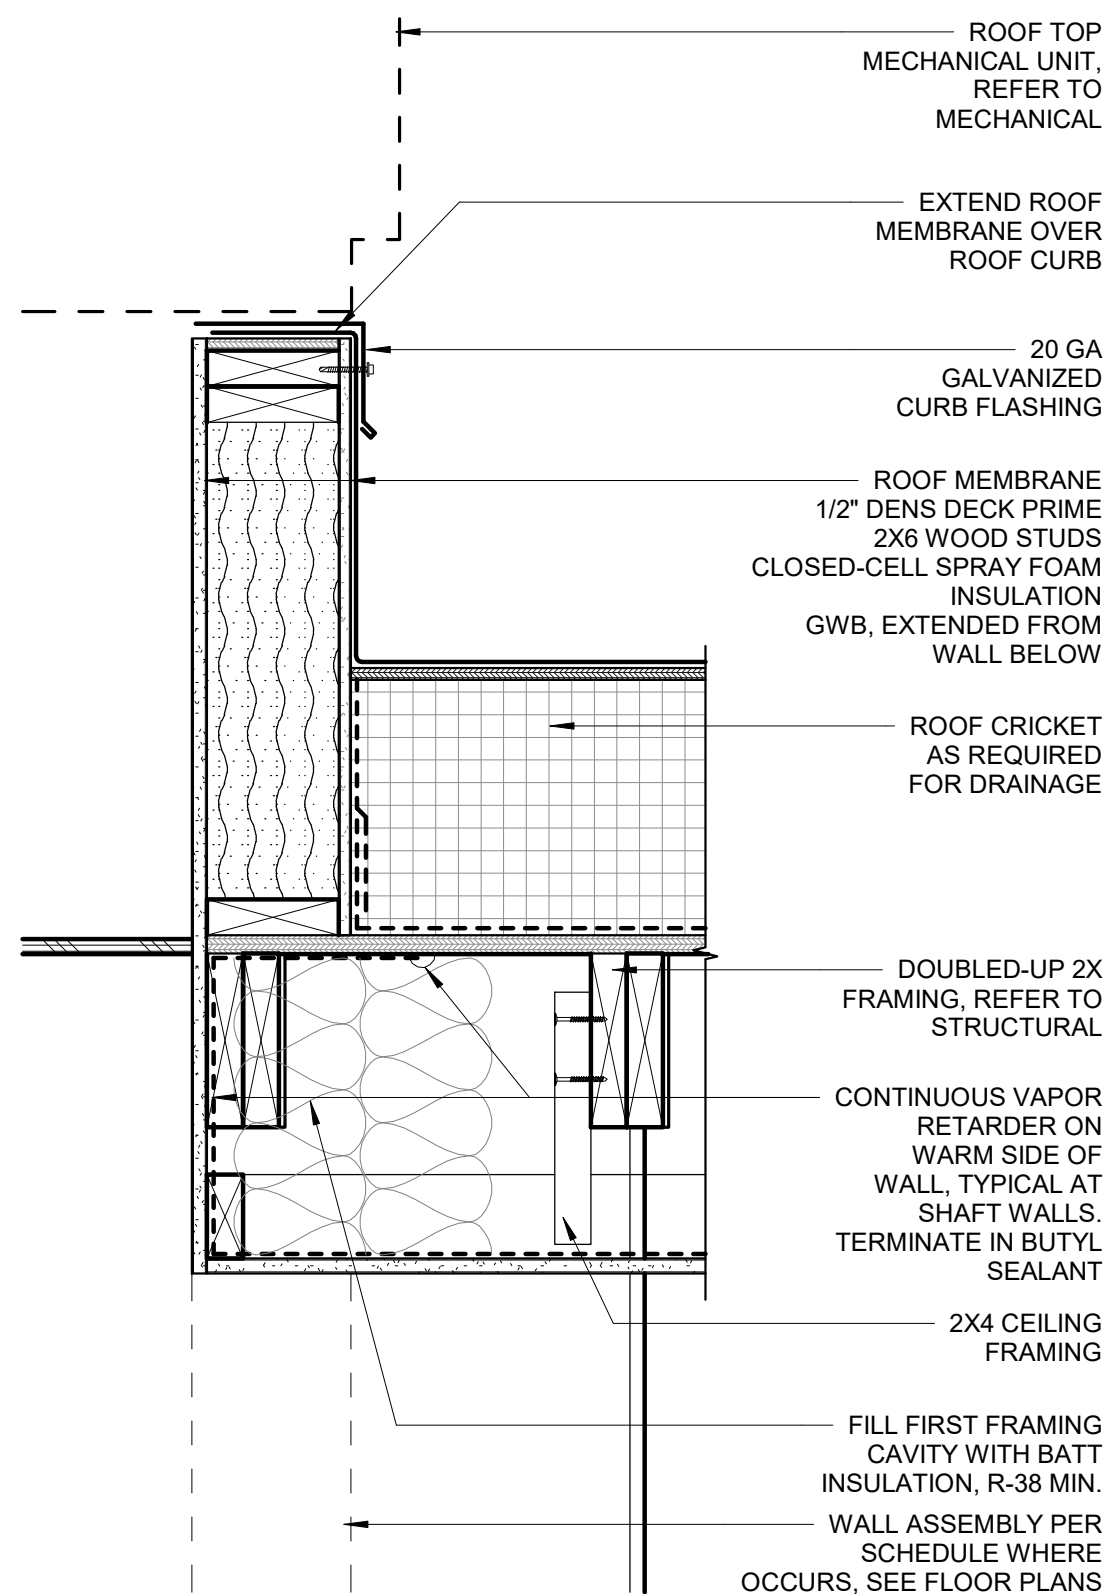 ROOF TOP
MECHANICAL UNIT,
REFER TO
MECHANICAL
EXTEND ROOF
MEMBRANE OVER
ROOF CURB
20 GA
GALVANIZED
CURB FLASHING
ROOF MEMBRANE
1/2" DENS DECK PRIME
2X6 WOOD STUDS
CLOSED-CELL SPRAY FOAM
INSULATION
GWB, EXTENDED FROM
WALL BELOW
ROOF CRICKET
AS REQUIRED
FOR DRAINAGE
DOUBLED-UP 2X
FRAMING, REFER TO
STRUCTURAL
CONTINUOUS VAPOR
RETARDER ON
WARM SIDE OF
WALL, TYPICAL AT
SHAFT WALLS.
TERMINATE IN BUTYL
SEALANT
2X4 CEILING
FRAMING
FILL FIRST FRAMING
CAVITY WITH BATT
INSULATION, R-38 MIN.
WALL ASSEMBLY PER
SCHEDULE WHERE
OCCURS, SEE FLOOR PLANS